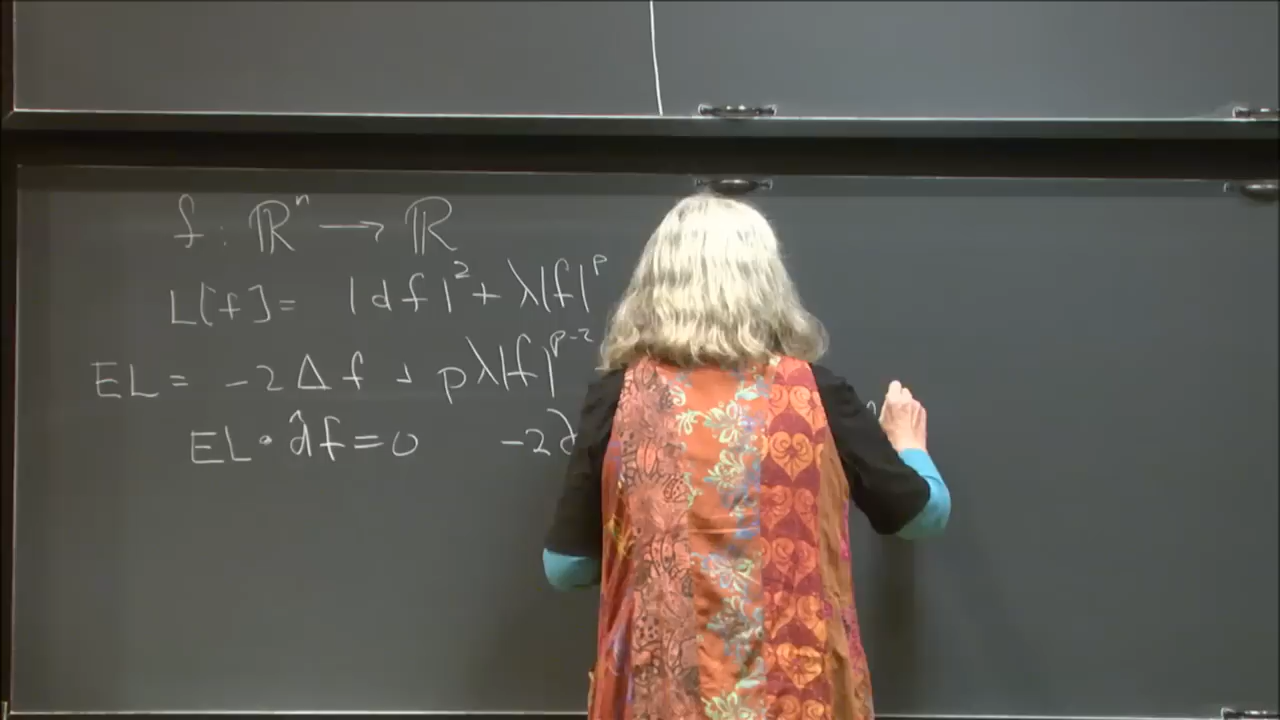 f : ℝⁿ → ℝ
L[f] = |df|² + λ|f|ᵖ
EL = -2Δf + pλ|f|ᵖ⁻²
EL · ∂̂f = 0 -2∂